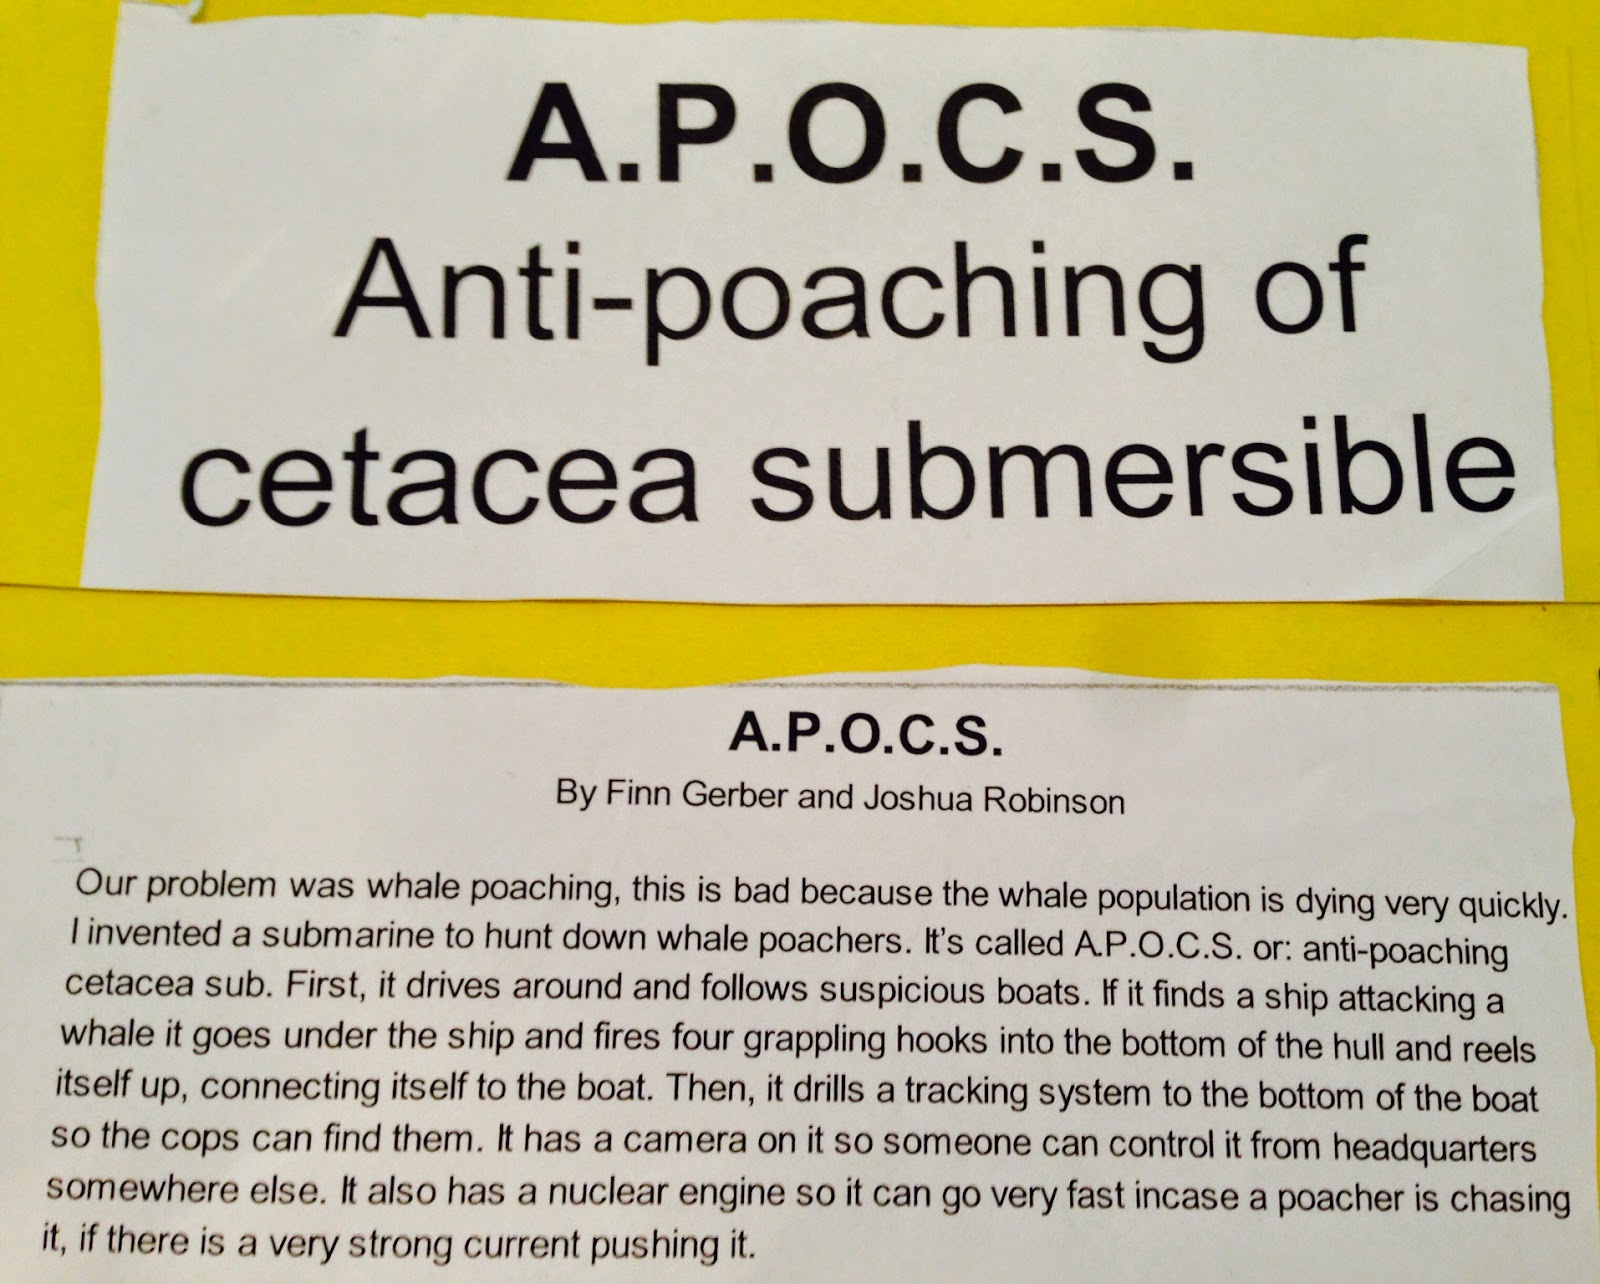 A.P.O.C.S.
Anti-poaching of
cetacea submersible
A.P.O.C.S.
By Finn Gerber and Joshua Robinson
Our problem was whale poaching, this is bad because the whale population is dying very quickly.
I invented a submarine to hunt down whale poachers. It’s called A.P.O.C.S. or: anti-poaching
cetacea sub. First, it drives around and follows suspicious boats. If it finds a ship attacking a
whale it goes under the ship and fires four grappling hooks into the bottom of the hull and reels
itself up, connecting itself to the boat. Then, it drills a tracking system to the bottom of the boat
so the cops can find them. It has a camera on it so someone can control it from headquarters
somewhere else. It also has a nuclear engine so it can go very fast incase a poacher is chasing
it, if there is a very strong current pushing it.